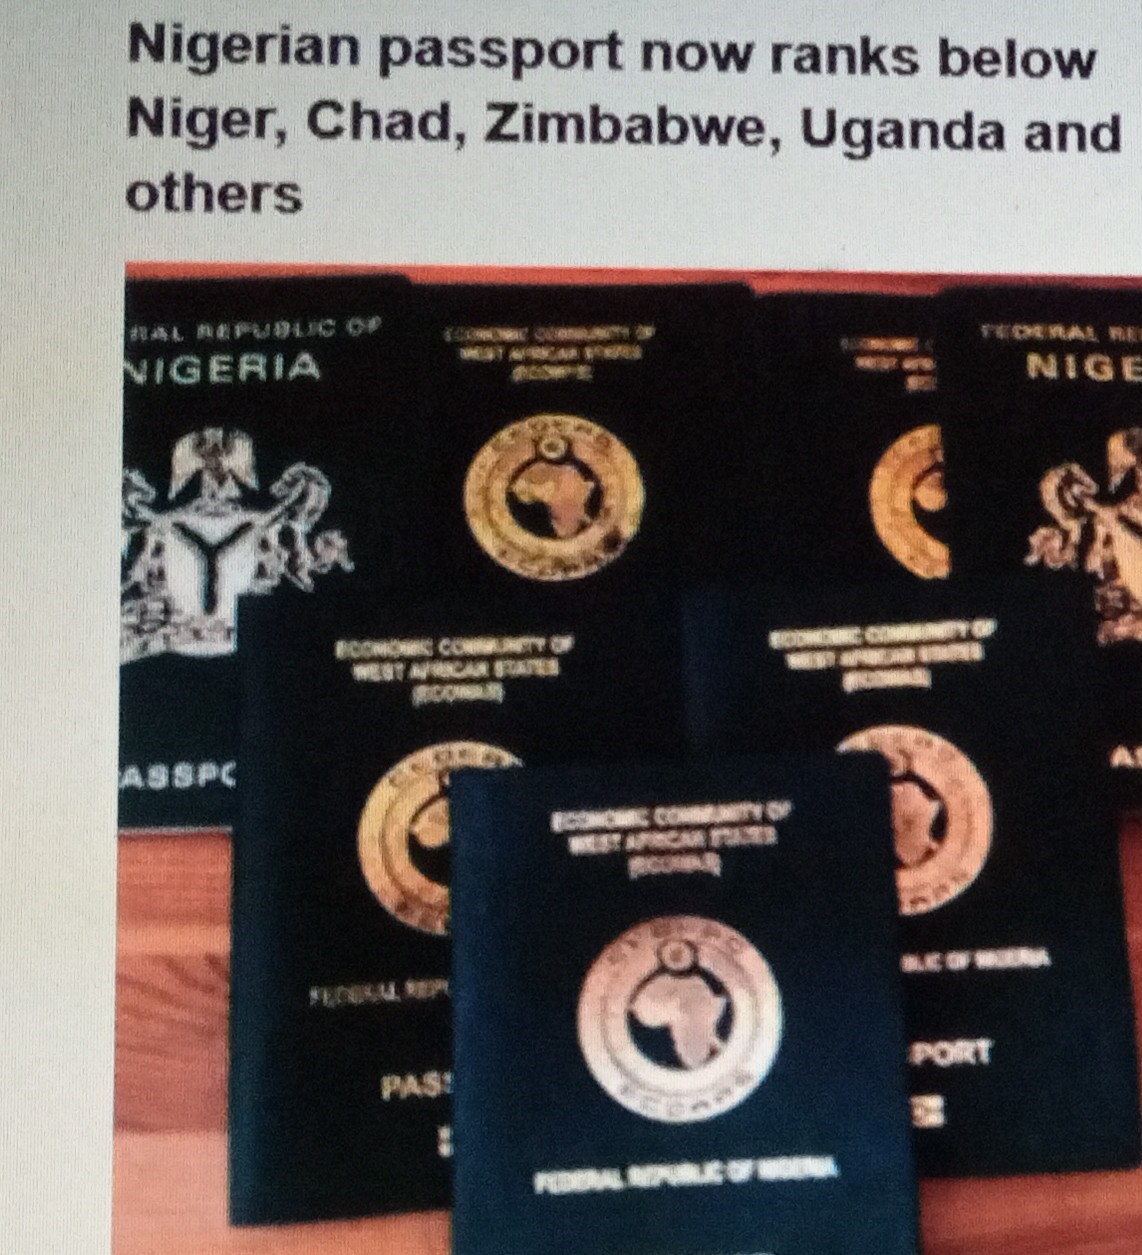 Nigerian passport now ranks below
Niger, Chad, Zimbabwe, Uganda and
others
RAL REPUBLIC OF
NIGERIA
ASSPO
ECONOMIC COMMUNITY OF
WEST AFRICAN STATES
(ECOWAS)
FEDERAL RE
NIGE
ECONOMIC COMMUNITY OF
WEST AFRICAN STATES
(ECOWAS)
FEDERAL REPU
PASS
ECONOMIC COMMUNITY OF
WEST AFRICAN STATES
(ECOWAS)
BLIC OF NIGERIA
PORT
AS
ECONOMIC COMMUNITY OF
WEST AFRICAN STATES
(ECOWAS)
ECOWAS
FEDERAL REPUBLIC OF NIGERIA